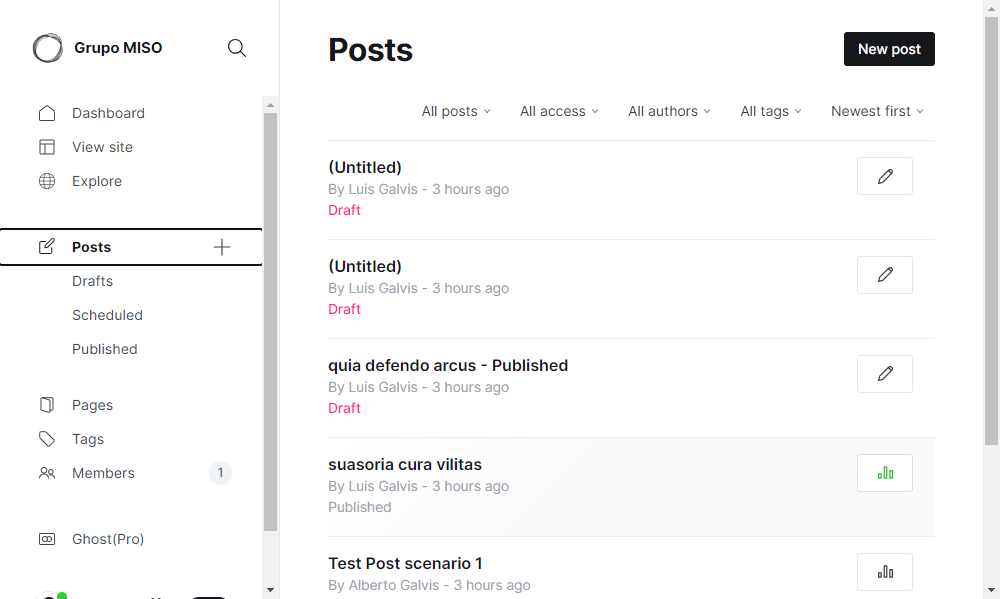 Grupo MISO
Dashboard
View site
Explore
Posts
Drafts
Scheduled
Published
Pages
Tags
Members 1
Ghost(Pro)
Posts
New post
All posts All access All authors All tags Newest first
(Untitled)
By Luis Galvis - 3 hours ago
Draft
(Untitled)
By Luis Galvis - 3 hours ago
Draft
quia defendo arcus - Published
By Luis Galvis - 3 hours ago
Draft
suasoria cura vilitas
By Luis Galvis - 3 hours ago
Published
Test Post scenario 1
By Alberto Galvis - 3 hours ago